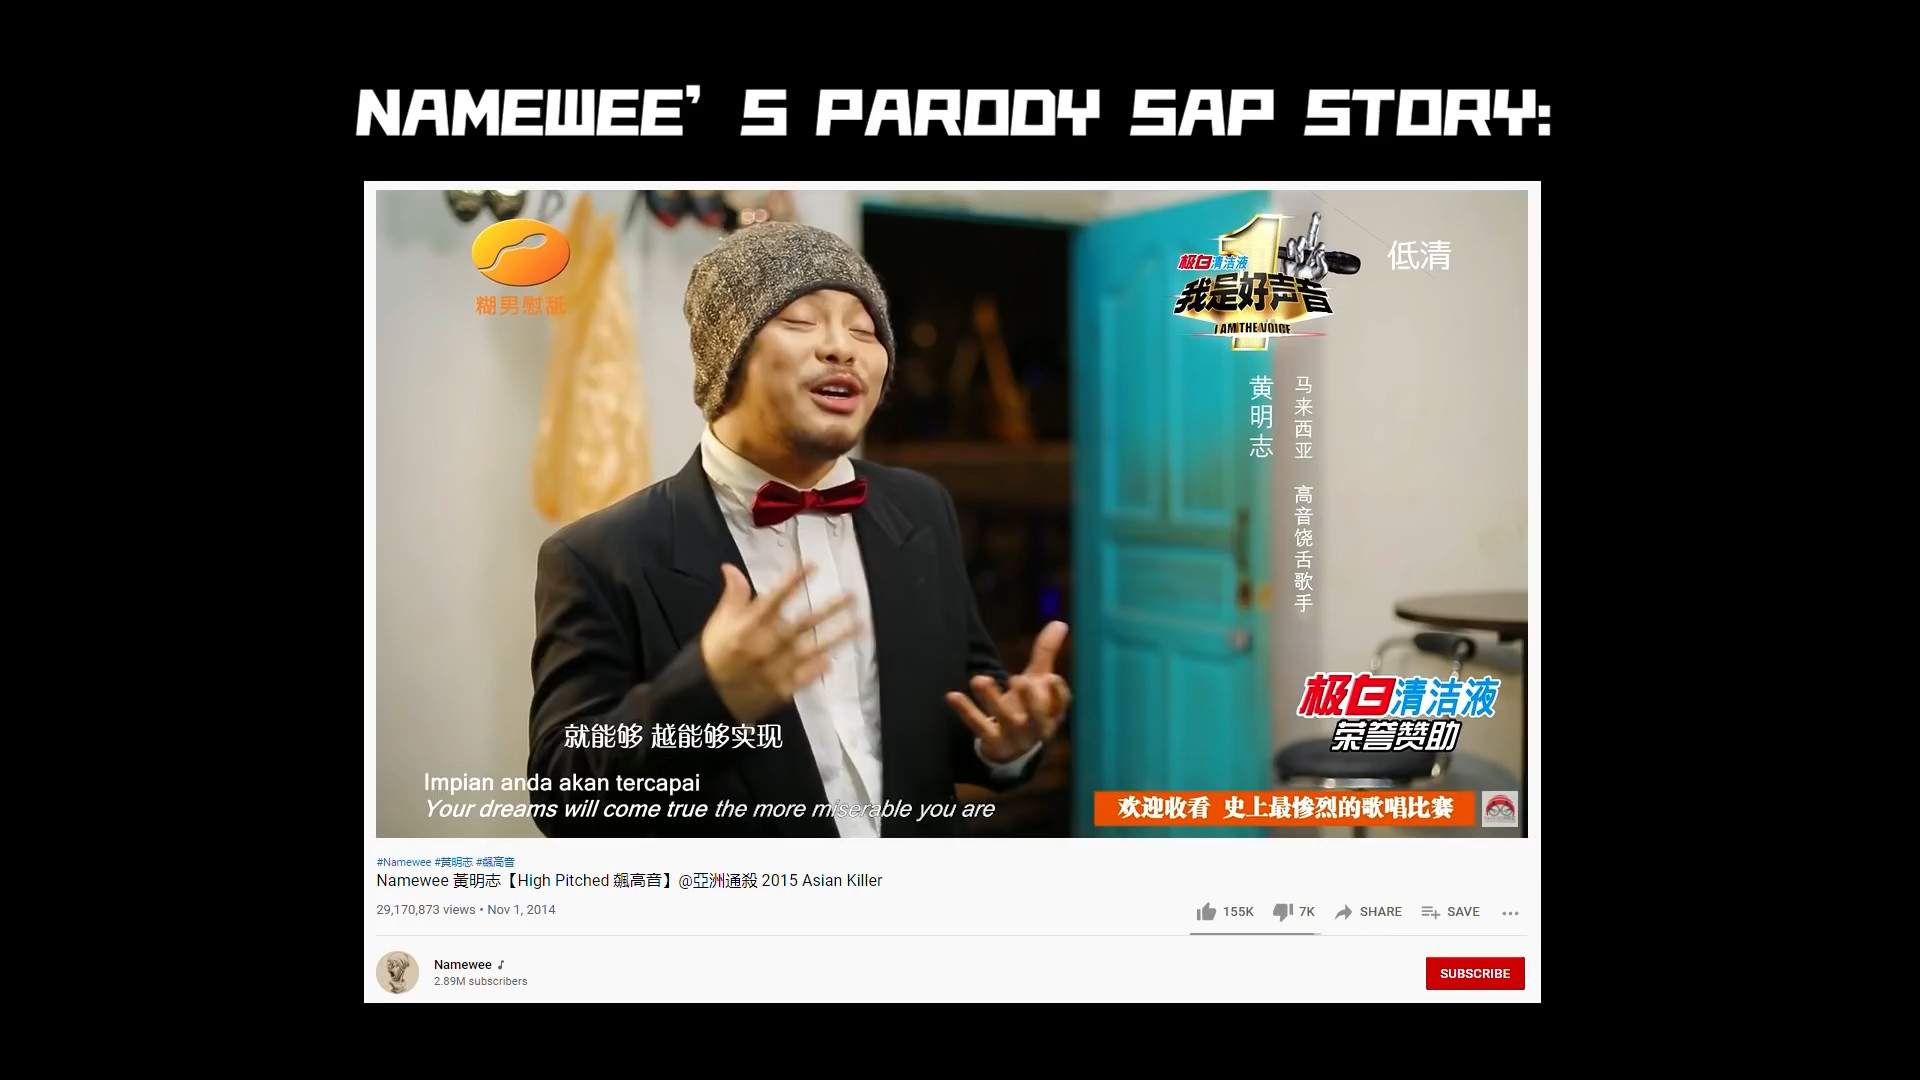 NAMEWEE'S PARODY SAP STORY:
糊男慰舐
1
极白清洁液
我是好声音
I AM THE VOICE
低清
黄明志
马来西亚 高音饶舌歌手
极白清洁液
荣誉赞助
就能够 越能够实现
Impian anda akan tercapai
Your dreams will come true the more miserable you are
欢迎收看 史上最惨烈的歌唱比赛
#Namewee #黃明志 #飆高音
Namewee 黃明志【High Pitched 飆高音】@亞洲通殺 2015 Asian Killer
29,170,873 views • Nov 1, 2014
155K
7K
SHARE
SAVE
Namewee
2.89M subscribers
SUBSCRIBE